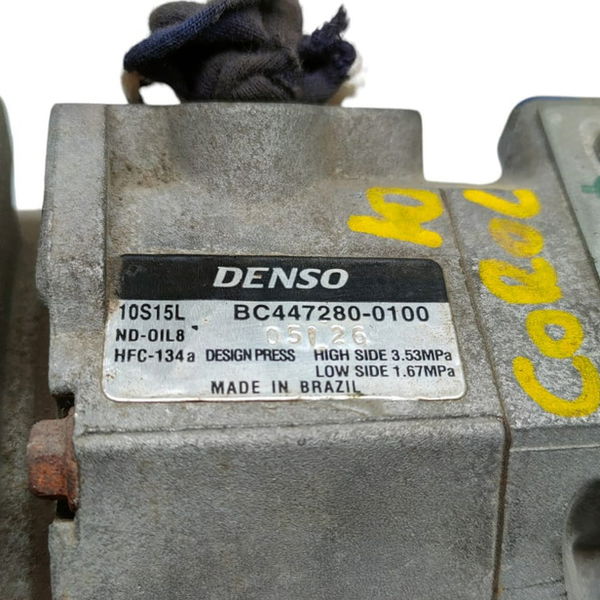 DENSO
10S15L BC447280-0100
ND-OIL8
HFC-134a DESIGN PRESS HIGH SIDE 3.53MPa
LOW SIDE 1.67MPa
MADE IN BRAZIL
COROL